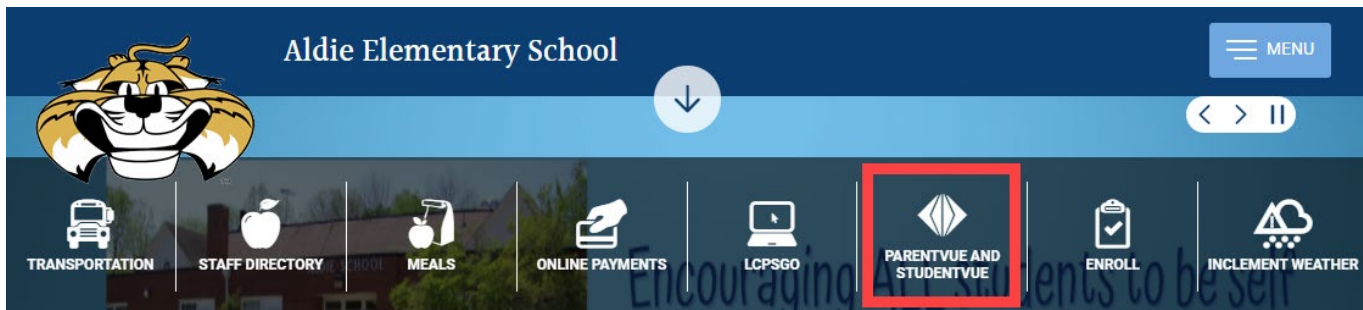 Aldie Elementary School
MENU
TRANSPORTATION
STAFF DIRECTORY
MEALS
ONLINE PAYMENTS
LCPSGO
PARENTVUE AND
STUDENTVUE
ENROLL
INCLEMENT WEATHER
SCHOOL
Encouraging ALL students to be self